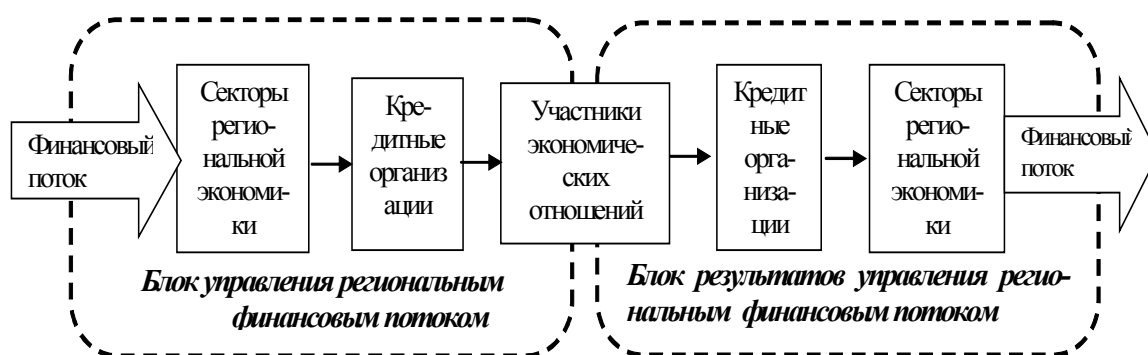 Финансовый
поток
Секторы
регио-
нальной
экономи-
ки
Кре-
дитные
организ
ации
Участники
экономиче-
ских
отношений
Кредит
ные
орга-
низа-
ции
Секторы
регио-
нальной
экономи-
ки
Финансовый
поток
Блок управления региональным
финансовым потоком
Блок результатов управления регио-
нальным финансовым потоком